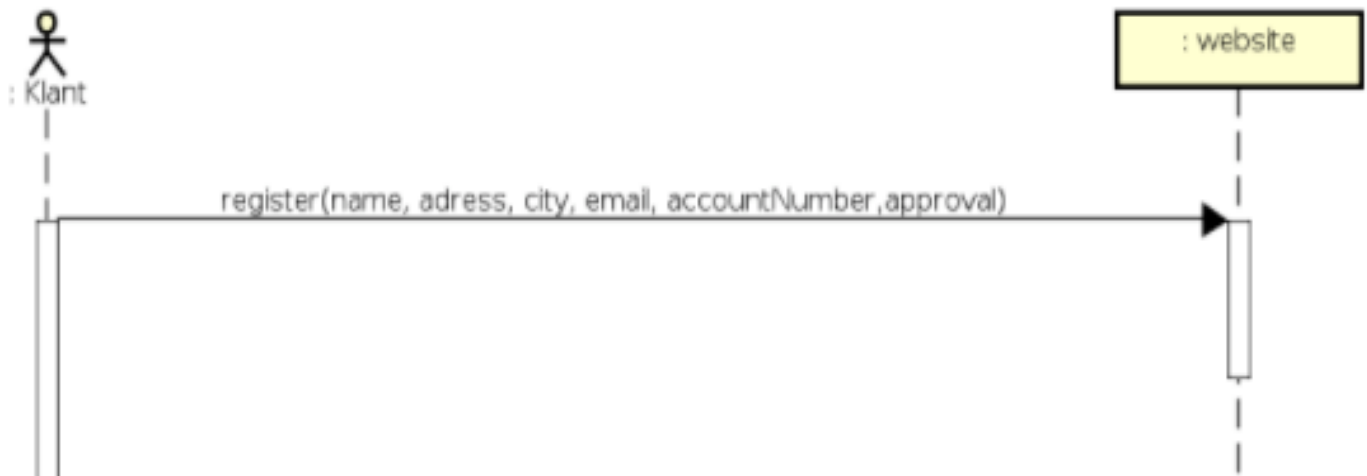 : Klant
: website
register(name, adress, city, email, accountNumber,approval)